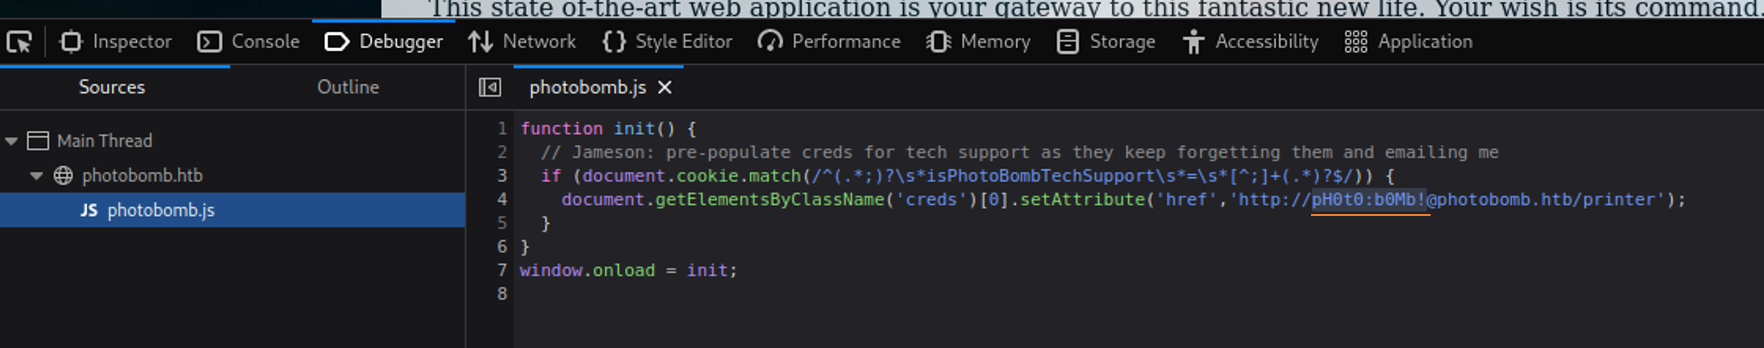 This state of-the-art web application is your gateway to this fantastic new life. Your wish is its command.
Inspector Console Debugger Network Style Editor Performance Memory Storage Accessibility Application
Sources Outline photobomb.js
Main Thread
photobomb.htb
JS photobomb.js
1 function init() {
2 // Jameson: pre-populate creds for tech support as they keep forgetting them and emailing me
3 if (document.cookie.match(/^(.*;)?\s*isPhotoBombTechSupport\s*=\s*[^;]+(.*)?$/)) {
4 document.getElementsByClassName('creds')[0].setAttribute('href','http://pH0t0:b0Mb!@photobomb.htb/printer');
5 }
6 }
7 window.onload = init;
8